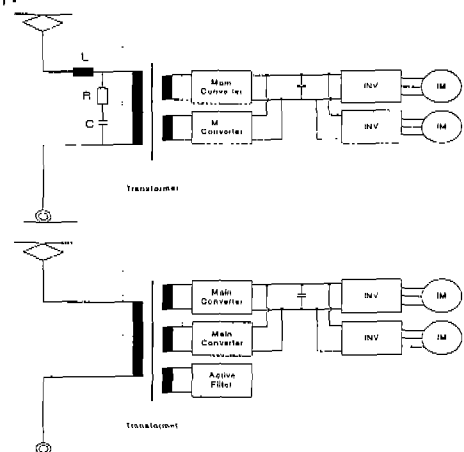 L
R
C
Main
Converter
INV
IM
M
Converter
INV
IM
Transformer
Main
Converter
INV
IM
Main
Converter
INV
IM
Active
Filter
Transformer